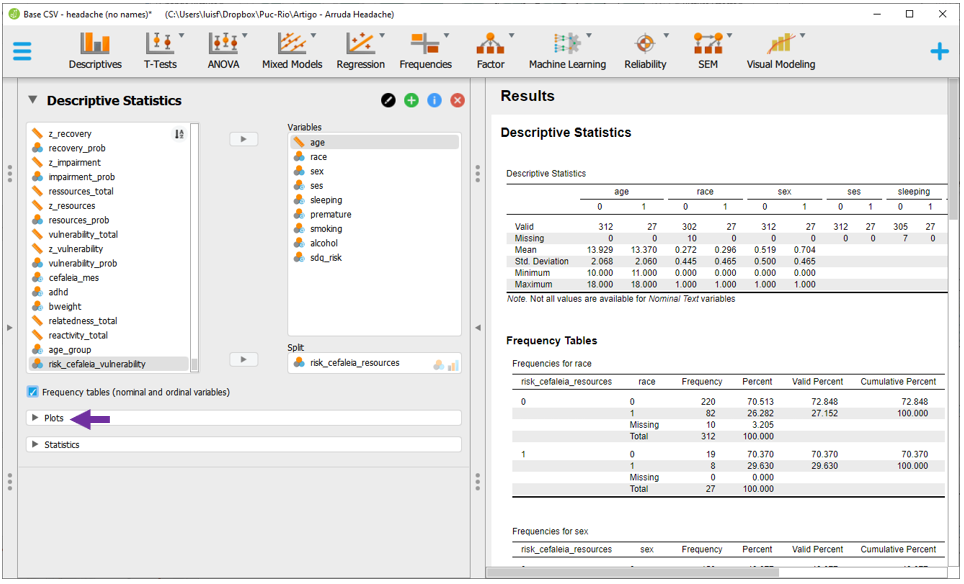 Base CSV - headache (no names)* (C:\Users\luisf\Dropbox\Puc-Rio\Artigo - Arruda Headache)
Descriptives T-Tests ANOVA Mixed Models Regression Frequencies Factor Machine Learning Reliability SEM Visual Modeling
Descriptive Statistics
z_recovery
recovery_prob
z_impairment
impairment_prob
ressources_total
z_resources
resources_prob
vulnerability_total
z_vulnerability
vulnerability_prob
cefaleia_mes
adhd
bweight
relatedness_total
reactivity_total
age_group
risk_cefaleia_vulnerability
Variables
age
race
sex
ses
sleeping
premature
smoking
alcohol
sdq_risk
Split
risk_cefaleia_resources
Frequency tables (nominal and ordinal variables)
Plots
Statistics
Results
Descriptive Statistics
Descriptive Statistics
age race sex ses sleeping
0 1 0 1 0 1 0 1 0 1
Valid 312 27 302 27 312 27 312 27 305 27
Missing 0 0 10 0 0 0 0 0 7 0
Mean 13.929 13.370 0.272 0.296 0.519 0.704
Std. Deviation 2.068 2.060 0.445 0.465 0.500 0.465
Minimum 10.000 11.000 0.000 0.000 0.000 0.000
Maximum 18.000 18.000 1.000 1.000 1.000 1.000
Note. Not all values are available for Nominal Text variables
Frequency Tables
Frequencies for race
risk_cefaleia_resources race Frequency Percent Valid Percent Cumulative Percent
0 0 220 70.513 72.848 72.848
1 82 26.282 27.152 100.000
Missing 10 3.205
Total 312 100.000
1 0 19 70.370 70.370 70.370
1 8 29.630 29.630 100.000
Missing 0 0.000
Total 27 100.000
Frequencies for sex
risk_cefaleia_resources sex Frequency Percent Valid Percent Cumulative Percent